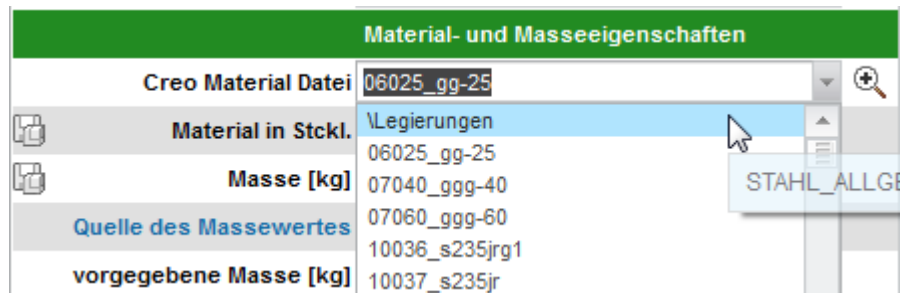 Material- und Masseeigenschaften
Creo Material Datei 06025_gg-25
Material in Stckl. \Legierungen
06025_gg-25
Masse [kg] 07040_ggg-40 STAHL_ALLGE
Quelle des Massewertes 07060_ggg-60
10036_s235jrg1
vorgegebene Masse [kg] 10037_s235jr